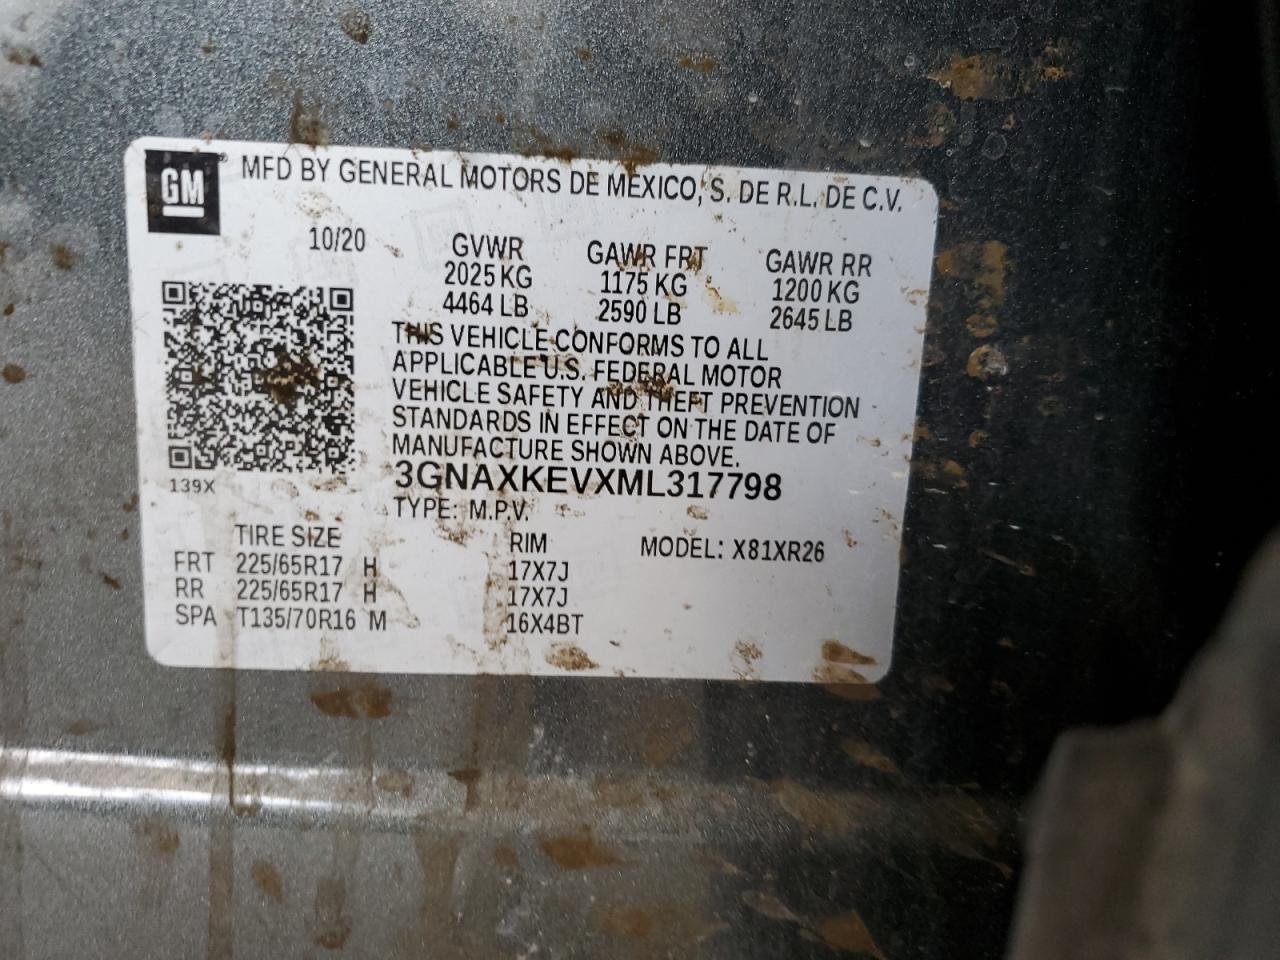 GM
MFD BY GENERAL MOTORS DE MEXICO, S. DE R.L. DE C.V.
10/20 GVWR GAWR FRT GAWR RR
2025 KG 1175 KG 1200 KG
4464 LB 2590 LB 2645 LB
THIS VEHICLE CONFORMS TO ALL
APPLICABLE U.S. FEDERAL MOTOR
VEHICLE SAFETY AND THEFT PREVENTION
STANDARDS IN EFFECT ON THE DATE OF
MANUFACTURE SHOWN ABOVE.
139X
3GNAXKEVXML317798
TYPE: M.P.V.
TIRE SIZE RIM MODEL: X81XR26
FRT 225/65R17 H 17X7J
RR 225/65R17 H 17X7J
SPA T135/70R16 M 16X4BT